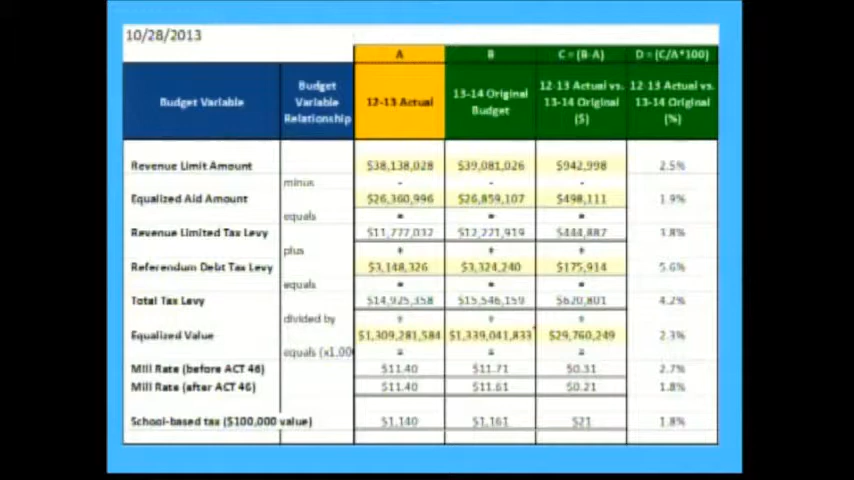 10/28/2013
A B C = (B-A) D = (C/A*100)
Budget Variable Budget Variable Relationship 12-13 Actual 13-14 Original Budget 12-13 Actual vs. 13-14 Original ($) 12-13 Actual vs. 13-14 Original (%)
Revenue Limit Amount $38,138,028 $39,081,026 $942,998 2.5%
minus - - -
Equalized Aid Amount $26,360,996 $26,859,107 $498,111 1.9%
equals = = =
Revenue Limited Tax Levy $11,777,032 $12,221,919 $444,887 3.8%
plus + + +
Referendum Debt Tax Levy $3,148,326 $3,324,240 $175,914 5.6%
equals = = =
Total Tax Levy $14,925,358 $15,546,159 $620,801 4.2%
divided by ÷ ÷ ÷
Equalized Value $1,309,281,584 $1,339,041,833 $29,760,249 2.3%
equals (x1,00 = = =
Mill Rate (before ACT 46) $11.40 $11.71 $0.31 2.7%
Mill Rate (after ACT 46) $11.40 $11.61 $0.21 1.8%
School-based tax ($100,000 value) $1,140 $1,161 $21 1.8%